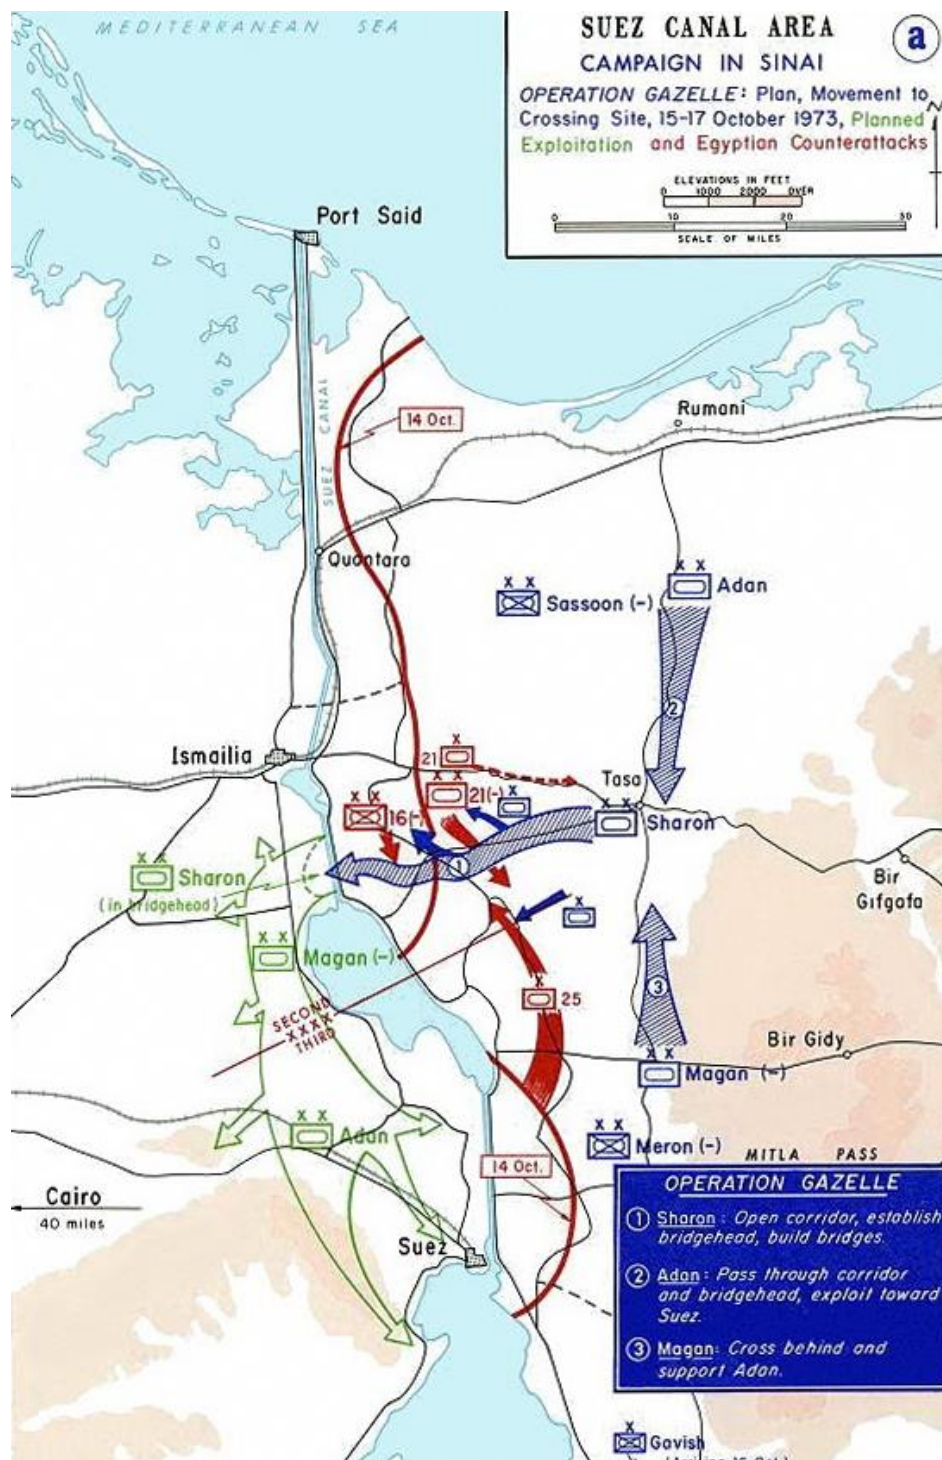 MEDITERRANEAN SEA
SUEZ CANAL AREA
a
CAMPAIGN IN SINAI
OPERATION GAZELLE: Plan, Movement to
Crossing Site, 15-17 October 1973, Planned
Exploitation and Egyptian Counterattacks
N
ELEVATIONS IN FEET
0 1000 2000 OVER
0 10 20 30
SCALE OF MILES
Port Said
SUEZ CANAL
14 Oct.
Rumani
Quantara
X X
Sassoon (-)
X X
Adan
2
Ismailia
X
21
X X
21(-)
X X
16(-)
X
Tasa
X X
Sharon
1
X X
Sharon
(in bridgehead)
Bir
Gifgafa
X
X X
Magan (-)
SECOND
XXXX
THIRD
X
25
3
Bir Gidy
X X
Magan (-)
X X
Adan
X X
Meron (-)
MITLA PASS
14 Oct.
Cairo
40 miles
Suez
OPERATION GAZELLE
1 Sharon: Open corridor, establish
bridgehead, build bridges.
2 Adan: Pass through corridor
and bridgehead, exploit toward
Suez.
3 Magan: Cross behind and
support Adan.
X
Gavish